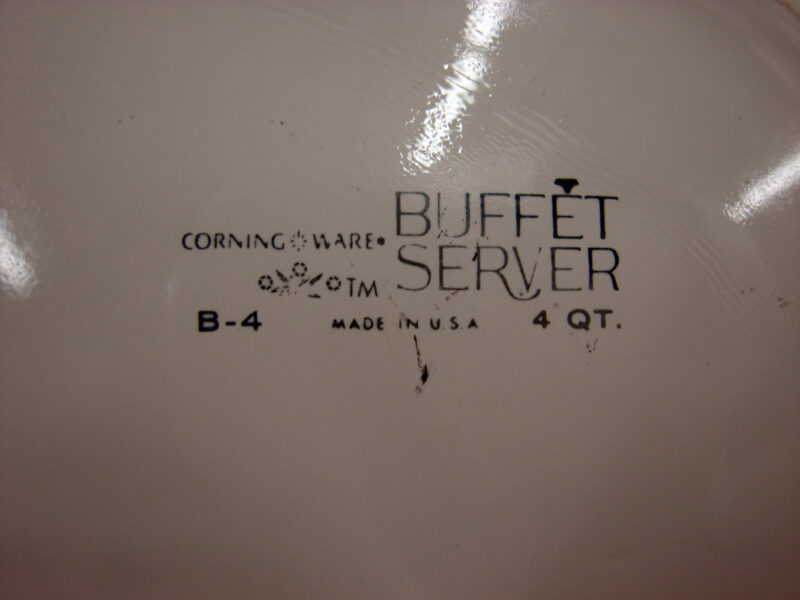 CORNING WARE
TM
BUFFET
SERVER
B-4 MADE IN U.S.A. 4 QT.